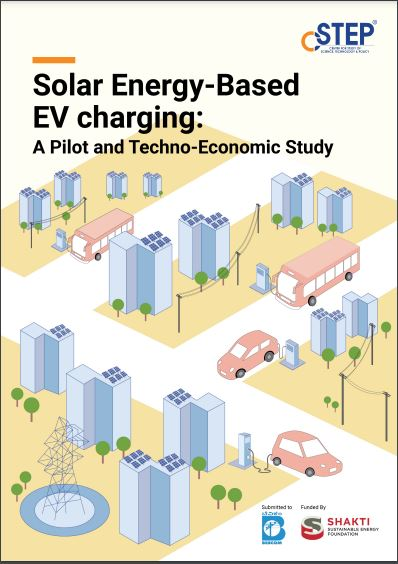 CSTEP
CENTER FOR STUDY OF
SCIENCE, TECHNOLOGY & POLICY
Solar Energy-Based
EV charging:
A Pilot and Techno-Economic Study
Submitted to
Funded By
BESCOM
SHAKTI
SUSTAINABLE ENERGY
FOUNDATION